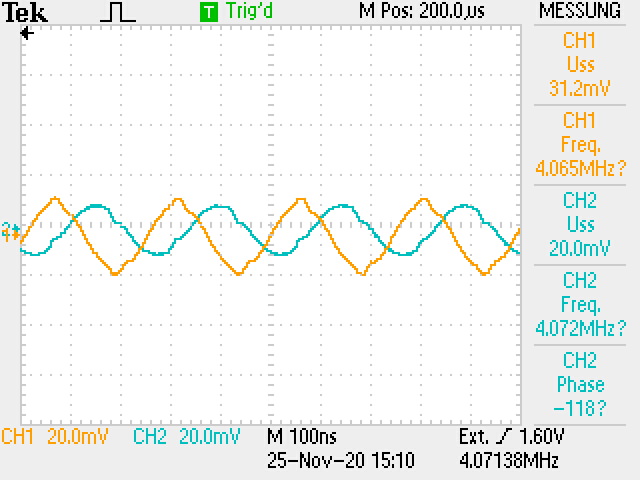 Tek T Trig'd M Pos: 200.0µs MESSUNG
CH1
Uss
31.2mV
CH1
Freq.
4.065MHz?
CH2
Uss
20.0mV
CH2
Freq.
4.072MHz?
CH2
Phase
-118?
CH1 20.0mV CH2 20.0mV M 100ns Ext. 1.60V
25-Nov-20 15:10 4.07138MHz